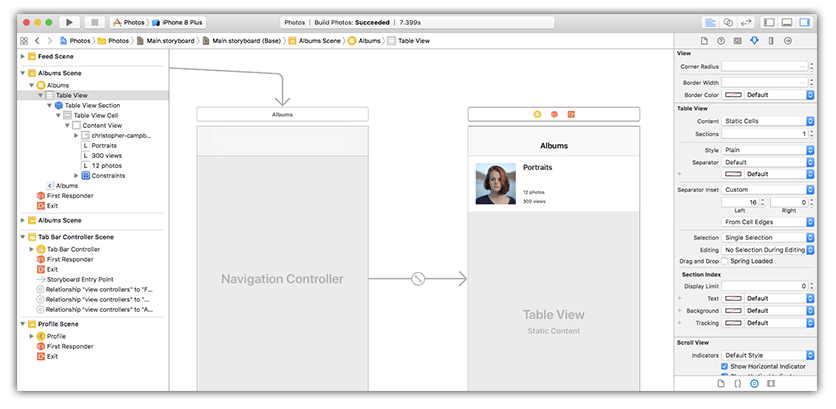 Photos iPhone 8 Plus
Photos Build Photos: Succeeded 7.399s
Photos Photos Main.storyboard Main.storyboard (Base) Albums Scene Albums Table View
Feed Scene
Albums Scene
Albums
Table View
Table View Section
Table View Cell
Content View
christopher-campb...
L Portraits
L 300 views
L 12 photos
Constraints
Albums
First Responder
Exit
Albums Scene
Tab Bar Controller Scene
Tab Bar Controller
First Responder
Exit
Storyboard Entry Point
Relationship "view controllers" to "F...
Relationship "view controllers" to "...
Relationship "view controllers" to "A...
Profile Scene
Profile
First Responder
Exit
Albums
Navigation Controller
Albums
Portraits
12 photos
300 views
Table View
Static Content
View
Corner Radius
Border Width
Border Color Default
Table View
Content Static Cells
Sections 1
Style Plain
Separator Default
+ Default
Separator Inset Custom
16 0
Left Right
From Cell Edges
Selection Single Selection
Editing No Selection During Editing
Drag and Drop Spring Loaded
Section Index
Display Limit 0
+ Text Default
+ Background Default
+ Tracking Default
Scroll View
Indicators Default Style
Show Horizontal Indicator